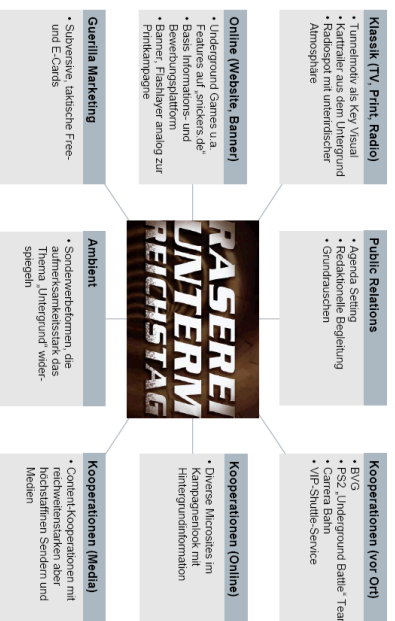 Klassik (TV, Print, Radio)
• Tunnelmotiv als Key Visual
• Karttrailer aus dem Untergrund
• Radiospot mit unterirdischer
Atmosphäre
Public Relations
• Agenda Setting
• Redaktionelle Begleitung
• Grundrauschen
Kooperationen (vor Ort)
• BVG
• PS2 „Underground Battle“
• Carrera Bahn
• VIP-Shuttle-Service
Online (Website, Banner)
• Underground Games u.a.
Features auf „snickers.de“
• Basis Informations- und
Bewerbungsplattform
• Banner, Flashlayer analog zur
Printkampagne
RASEREI
UNTERM
REICHSTAG
Kooperationen (Online)
• Diverse Microsites im
Kampagnenlook mit
Hintergrundinformation
Guerilla Marketing
• Subversive, taktische Free-
und E-Cards
Ambient
• Sonderwerbeformen, die
aufmerksamkeitsstark das
Thema „Untergrund“ wider-
spiegeln
Kooperationen (Media)
• Content-Kooperationen mit
reichweitenstarken aber
höchstaffinen Sendern und
Medien